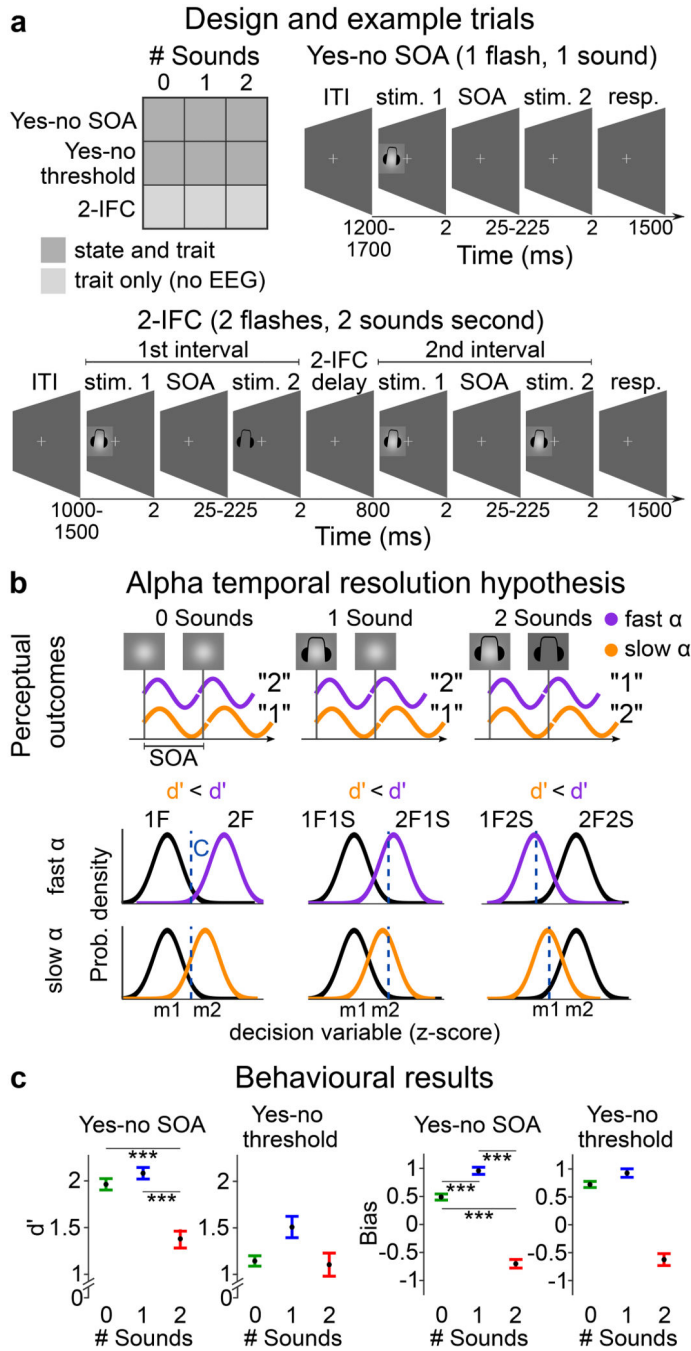 a
Design and example trials
# Sounds
0 1 2
Yes-no SOA
Yes-no
threshold
2-IFC
state and trait
trait only (no EEG)
Yes-no SOA (1 flash, 1 sound)
ITI stim. 1 SOA stim. 2 resp.
1200-
1700
2 25-225 2 1500
Time (ms)
2-IFC (2 flashes, 2 sounds second)
1st interval
2-IFC
delay
2nd interval
ITI stim. 1 SOA stim. 2 stim. 1 SOA stim. 2 resp.
1000-
1500
2 25-225 2 800 2 25-225 2 1500
Time (ms)
b
Alpha temporal resolution hypothesis
0 Sounds 1 Sound 2 Sounds
fast α
slow α
Perceptual
outcomes
"2" "2" "1"
"1" "1" "2"
SOA
d' < d' d' < d' d' < d'
1F 2F 1F1S 2F1S 1F2S 2F2S
C
fast α
slow α
Prob. density
m1 m2 m1 m2 m1 m2
decision variable (z-score)
c
Behavioural results
Yes-no SOA
***
***
2
1.5
1
0
d'
0 1 2
# Sounds
Yes-no
threshold
2
1.5
1
0
0 1 2
# Sounds
Yes-no SOA
***
***
***
1
0.5
0
-0.5
-1
Bias
0 1 2
# Sounds
Yes-no
threshold
1
0.5
0
-0.5
-1
0 1 2
# Sounds